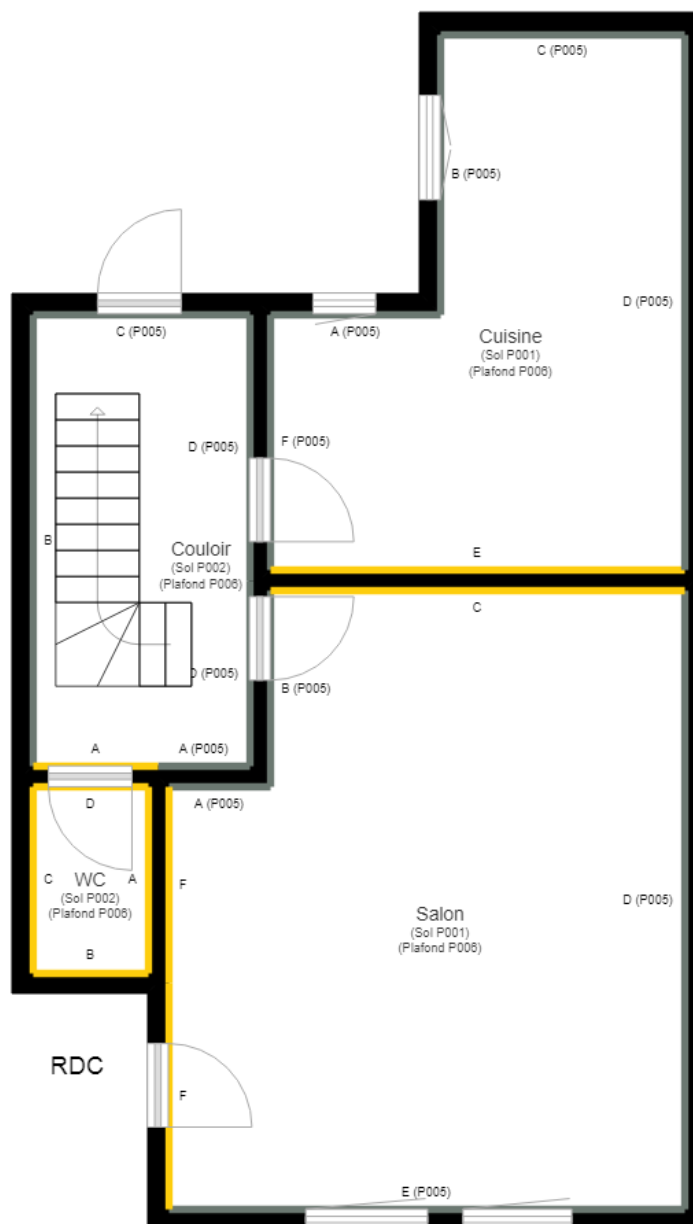 C (P005)
B (P005)
D (P005)
C (P005)
A (P005)
Cuisine
(Sol P001)
(Plafond P006)
D (P005)
F (P005)
B
Couloir
(Sol P002)
(Plafond P006)
E
C
D (P005)
B (P005)
A
A (P005)
D
A (P005)
C
WC
A
(Sol P002)
(Plafond P006)
F
D (P005)
Salon
(Sol P001)
(Plafond P006)
B
RDC
F
E (P005)